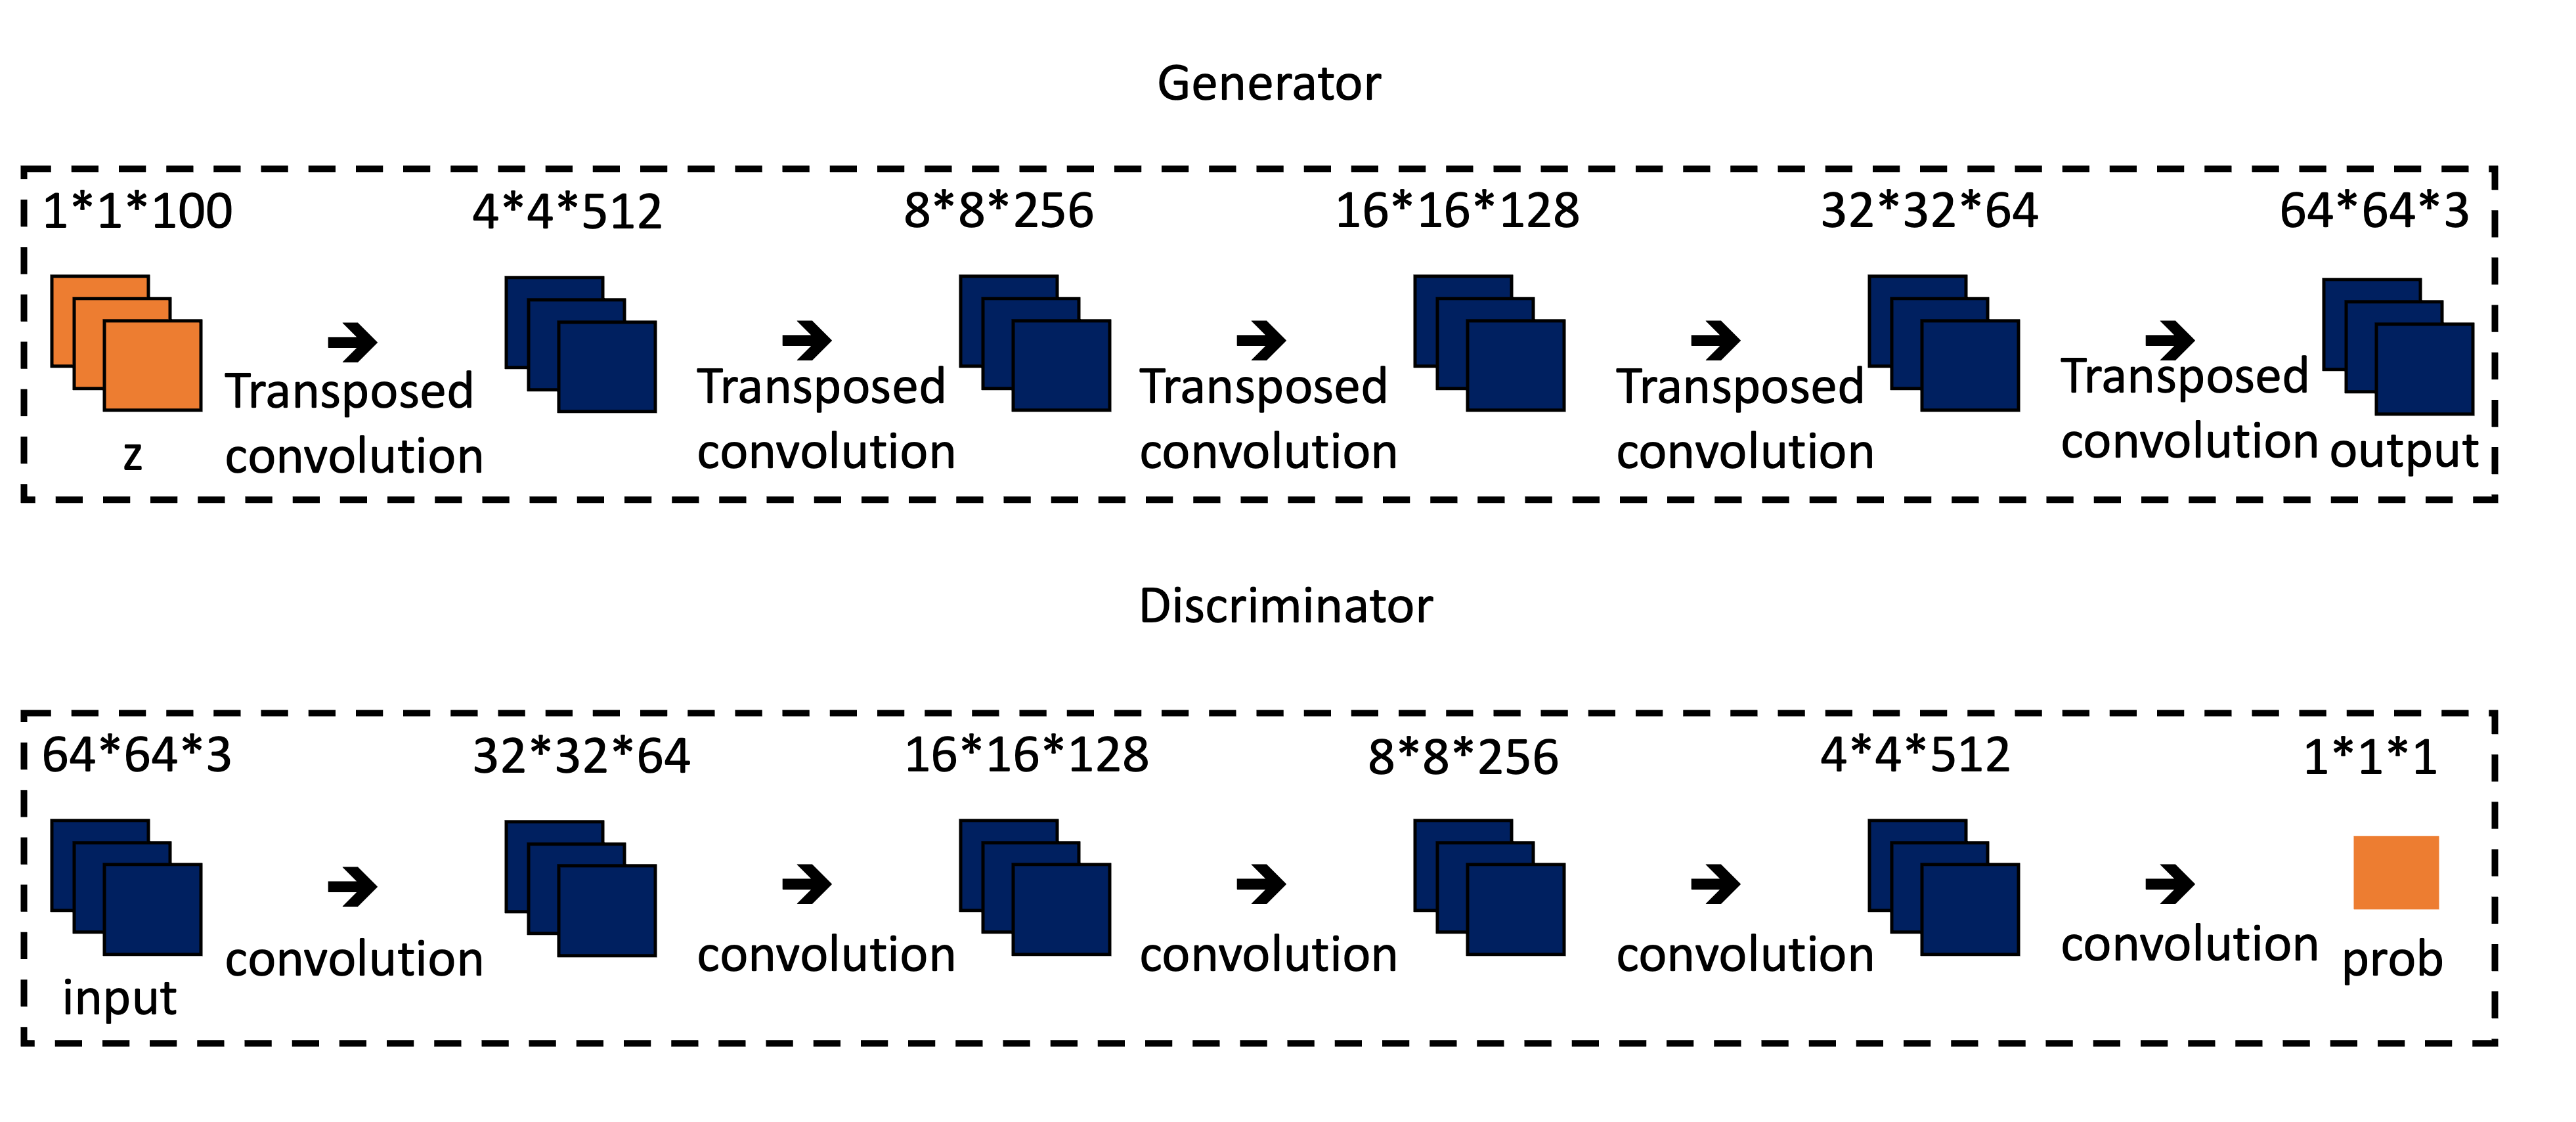 Generator
1*1*100
4*4*512
8*8*256
16*16*128
32*32*64
64*64*3
Transposed
convolution
Transposed
convolution
Transposed
convolution
Transposed
convolution
Transposed
convolution
z
output
Discriminator
64*64*3
32*32*64
16*16*128
8*8*256
4*4*512
1*1*1
convolution
convolution
convolution
convolution
convolution
input
prob